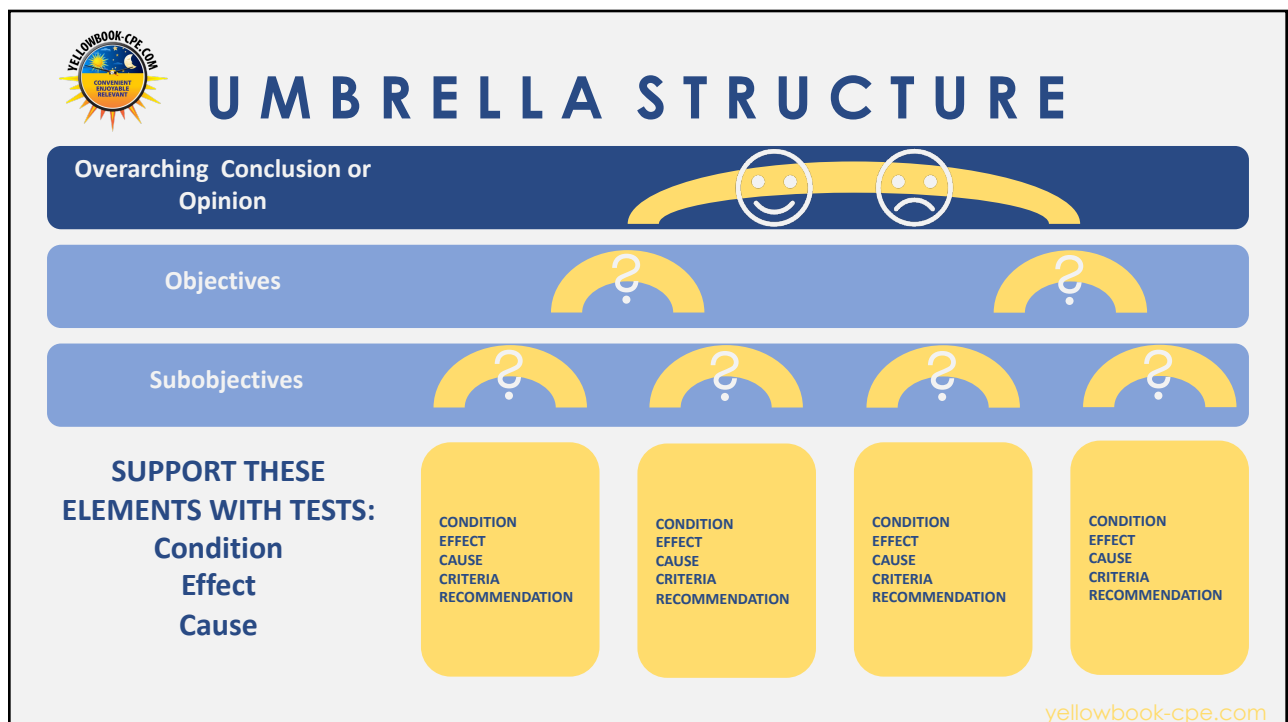 YELLOWBOOK-CPE.COM
CONVENIENT
ENJOYABLE
RELEVANT
UMBRELLA STRUCTURE
Overarching Conclusion or
Opinion
Objectives
?
?
Subobjectives
?
?
?
?
SUPPORT THESE
ELEMENTS WITH TESTS:
Condition
Effect
Cause
CONDITION
EFFECT
CAUSE
CRITERIA
RECOMMENDATION
CONDITION
EFFECT
CAUSE
CRITERIA
RECOMMENDATION
CONDITION
EFFECT
CAUSE
CRITERIA
RECOMMENDATION
CONDITION
EFFECT
CAUSE
CRITERIA
RECOMMENDATION
yellowbook-cpe.com